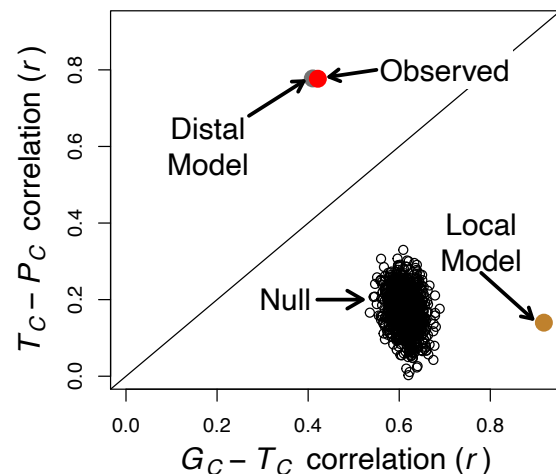 Observed
Distal
Model
Local
Model
Null
T_C – P_C correlation (r)
0.0
0.2
0.4
0.6
0.8
0.0
0.2
0.4
0.6
0.8
G_C – T_C correlation (r)